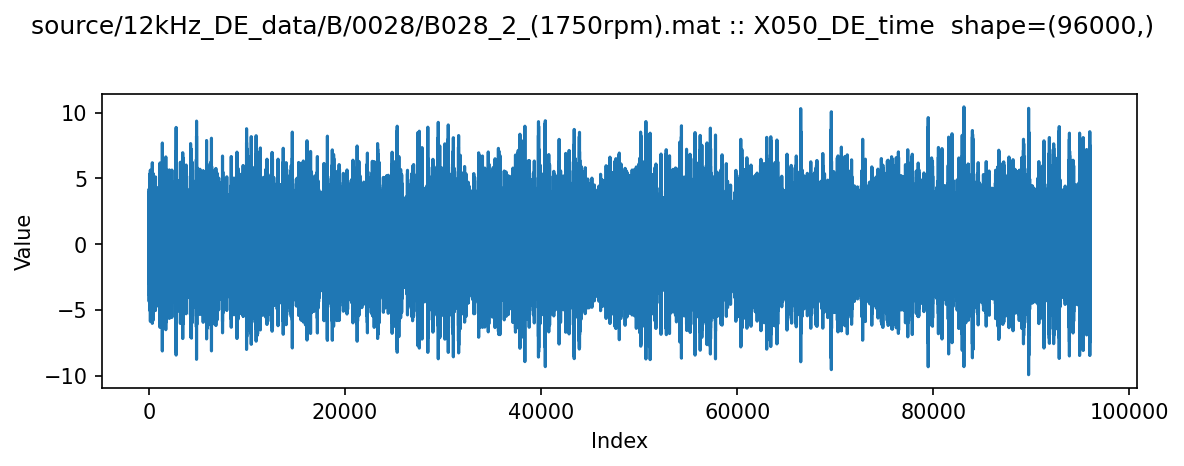 source/12kHz_DE_data/B/0028/B028_2_(1750rpm).mat :: X050_DE_time  shape=(96000,)
10
5
0
−5
−10
Value
0 20000 40000 60000 80000 100000
Index